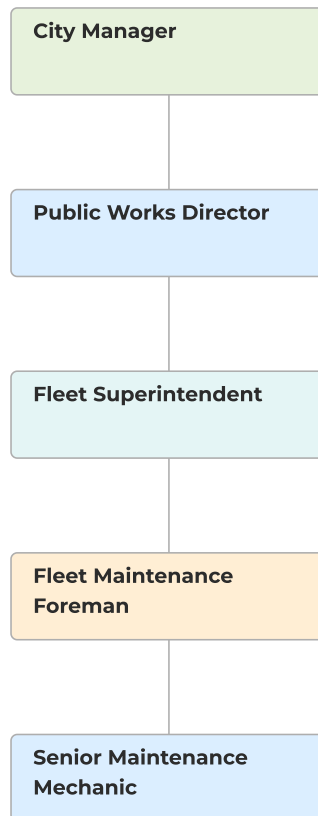 City Manager
Public Works Director
Fleet Superintendent
Fleet Maintenance
Foreman
Senior Maintenance
Mechanic